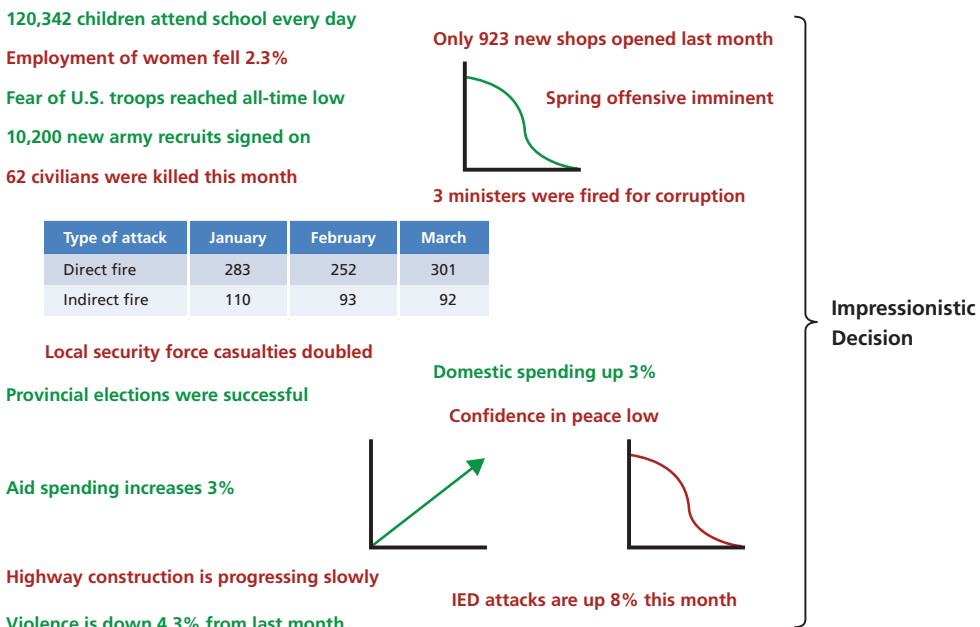 120,342 children attend school every day
Employment of women fell 2.3%
Fear of U.S. troops reached all-time low
10,200 new army recruits signed on
62 civilians were killed this month
Only 923 new shops opened last month
Spring offensive imminent
3 ministers were fired for corruption
Type of attack January February March
Direct fire 283 252 301
Indirect fire 110 93 92
Local security force casualties doubled
Provincial elections were successful
Domestic spending up 3%
Confidence in peace low
Aid spending increases 3%
Highway construction is progressing slowly
IED attacks are up 8% this month
Violence is down 4.3% from last month
Impressionistic
Decision